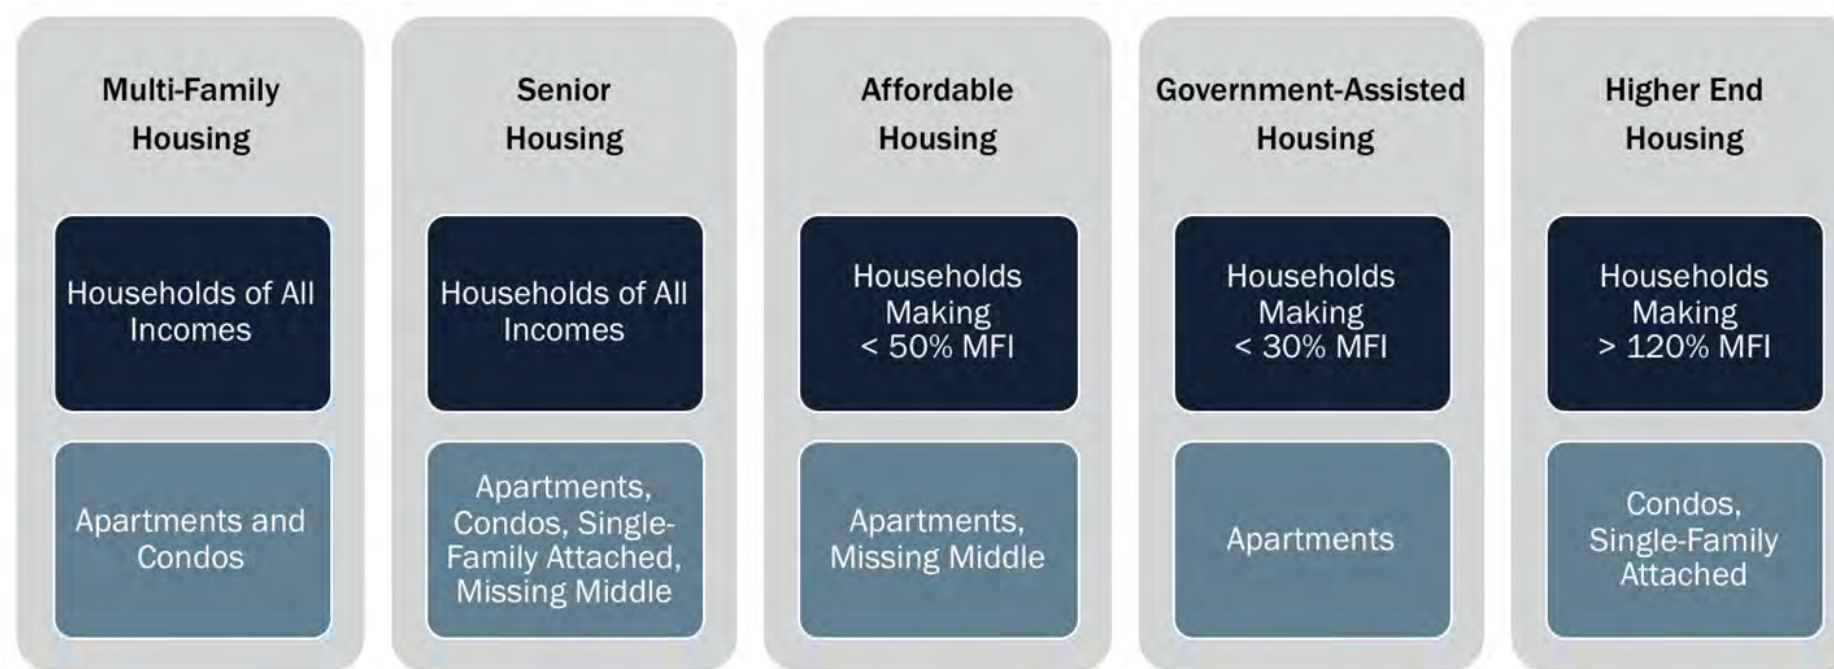 Multi-Family
Housing
Households of All
Incomes
Apartments and
Condos
Senior
Housing
Households of All
Incomes
Apartments,
Condos, Single-
Family Attached,
Missing Middle
Affordable
Housing
Households
Making
< 50% MFI
Apartments,
Missing Middle
Government-Assisted
Housing
Households
Making
< 30% MFI
Apartments
Higher End
Housing
Households
Making
> 120% MFI
Condos,
Single-Family
Attached